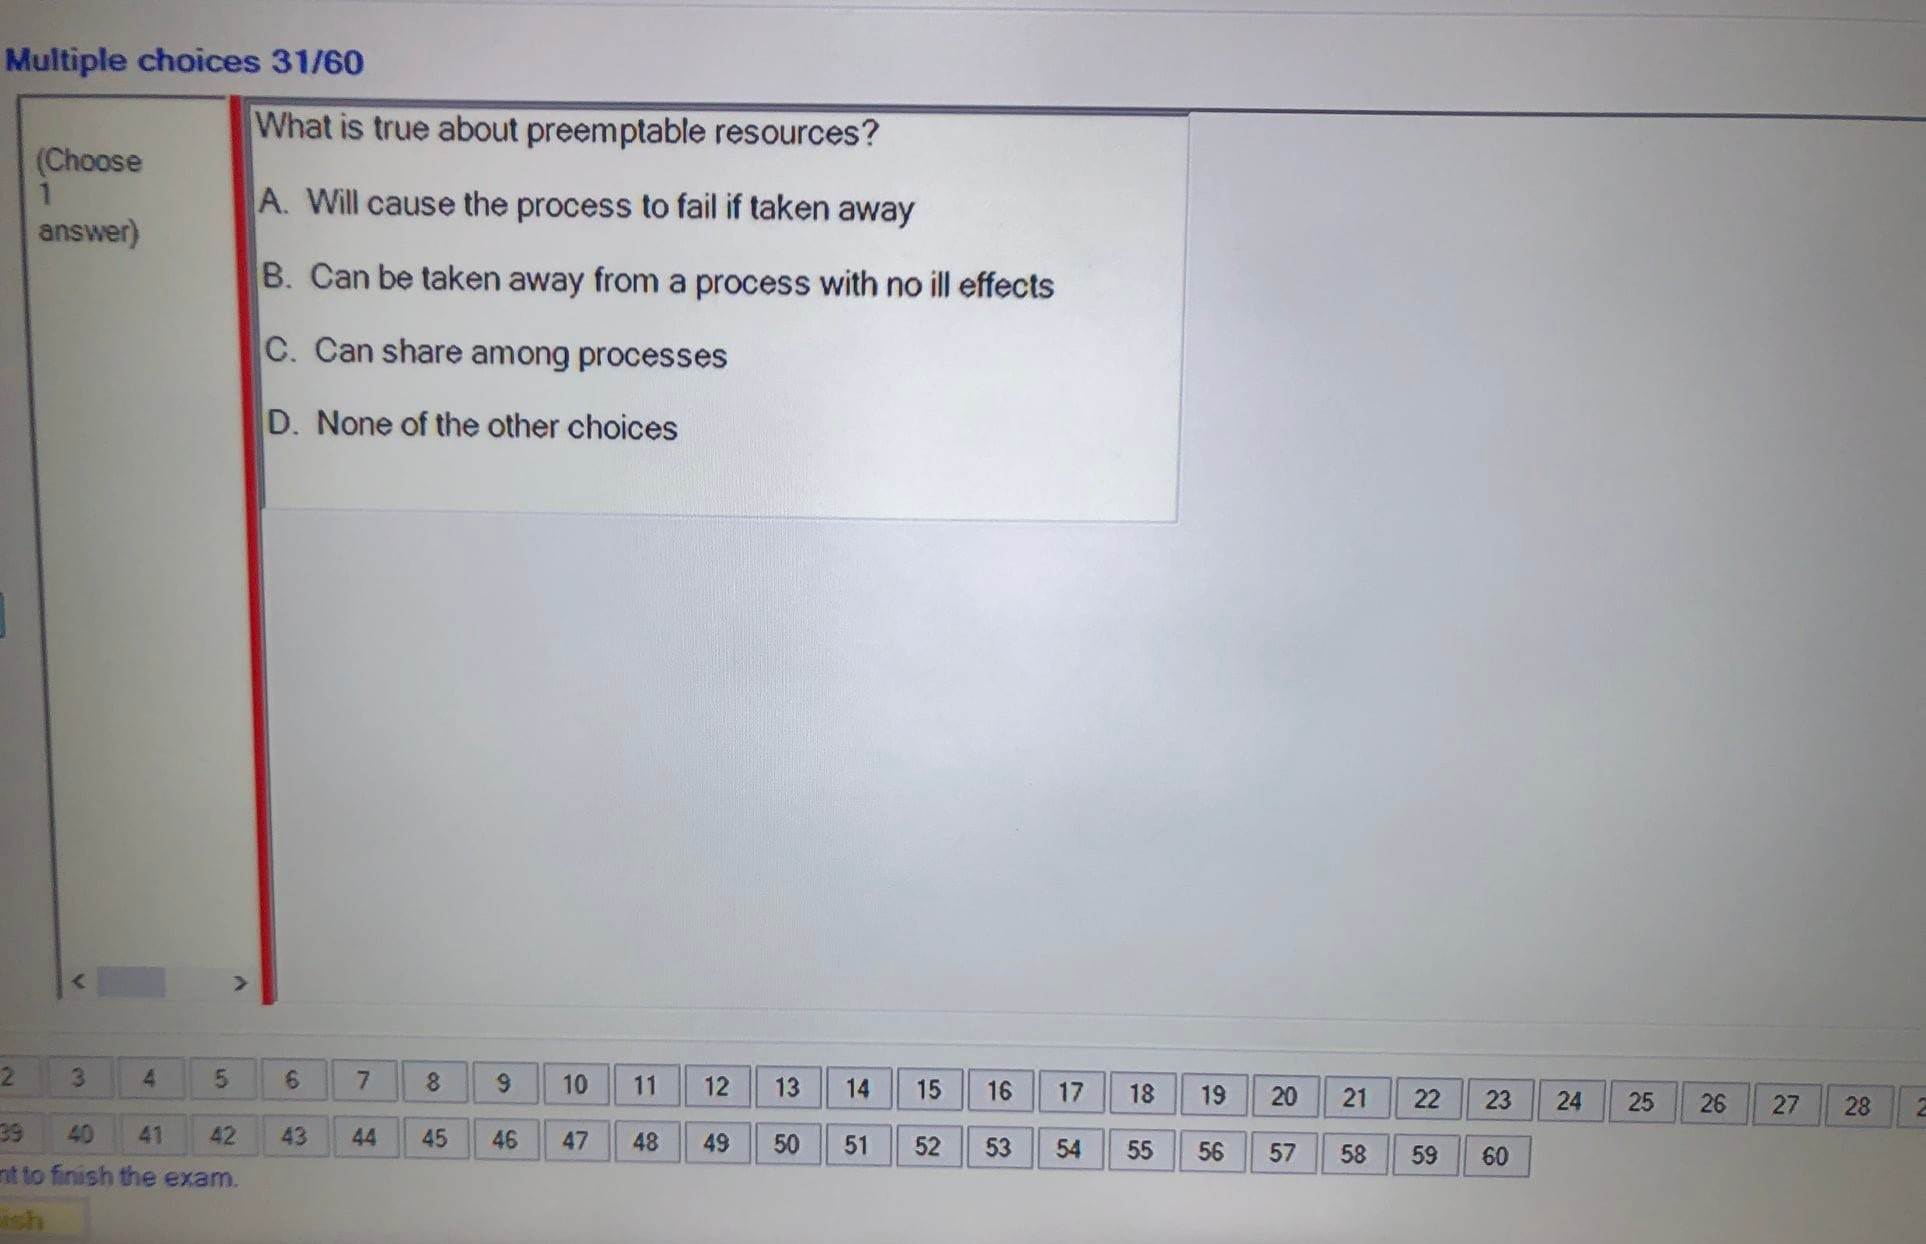 Multiple choices 31/60
(Choose
1
answer)
What is true about preemptable resources?
A. Will cause the process to fail if taken away
B. Can be taken away from a process with no ill effects
C. Can share among processes
D. None of the other choices
< >
2 3 4 5 6 7 8 9 10 11 12 13 14 15 16 17 18 19 20 21 22 23 24 25 26 27 28
39 40 41 42 43 44 45 46 47 48 49 50 51 52 53 54 55 56 57 58 59 60
to finish the exam.